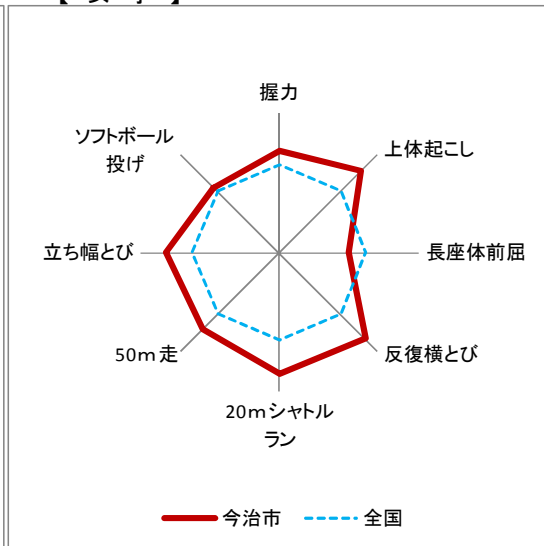 握力
上体起こし
長座体前屈
反復横とび
20ｍシャトル
ラン
50ｍ走
立ち幅とび
ソフトボール
投げ
今治市
全国